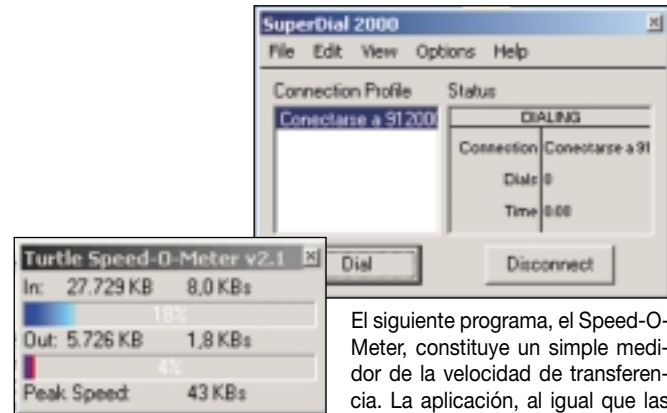 SuperDial 2000
File Edit View Options Help
Connection Profile Status
Conectarse a 91200
DIALING
Connection Conectarse a 91
Dials 0
Time 0:00
Dial Disconnect
Turtle Speed-O-Meter v2.1
In: 27.729 KB 8,0 KBs
18%
Out: 5.726 KB 1,8 KBs
4%
Peak Speed: 43 KBs
El siguiente programa, el Speed-O-
Meter, constituye un simple medi-
dor de la velocidad de transferen-
cia. La aplicación, al igual que las